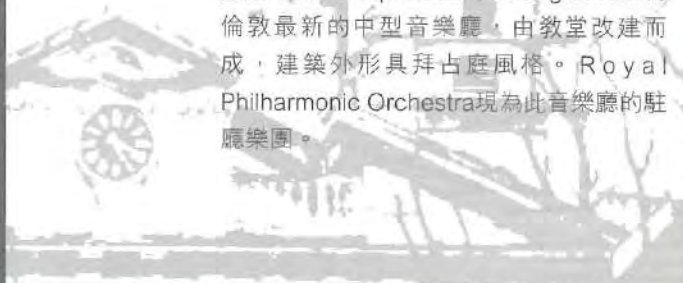 倫敦最新的中型音樂廳，由教堂改建而
成，建築外形具拜占庭風格。Royal
Philharmonic Orchestra現為此音樂廳的駐
廳樂團。